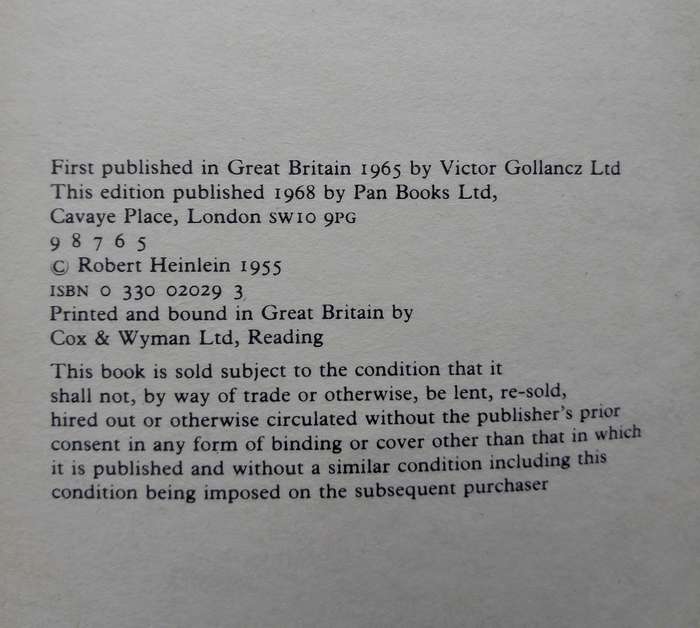 First published in Great Britain 1965 by Victor Gollancz Ltd
This edition published 1968 by Pan Books Ltd,
Cavaye Place, London SW10 9PG
9 8 7 6 5
© Robert Heinlein 1955
ISBN 0 330 02029 3
Printed and bound in Great Britain by
Cox & Wyman Ltd, Reading
This book is sold subject to the condition that it
shall not, by way of trade or otherwise, be lent, re-sold,
hired out or otherwise circulated without the publisher's prior
consent in any form of binding or cover other than that in which
it is published and without a similar condition including this
condition being imposed on the subsequent purchaser